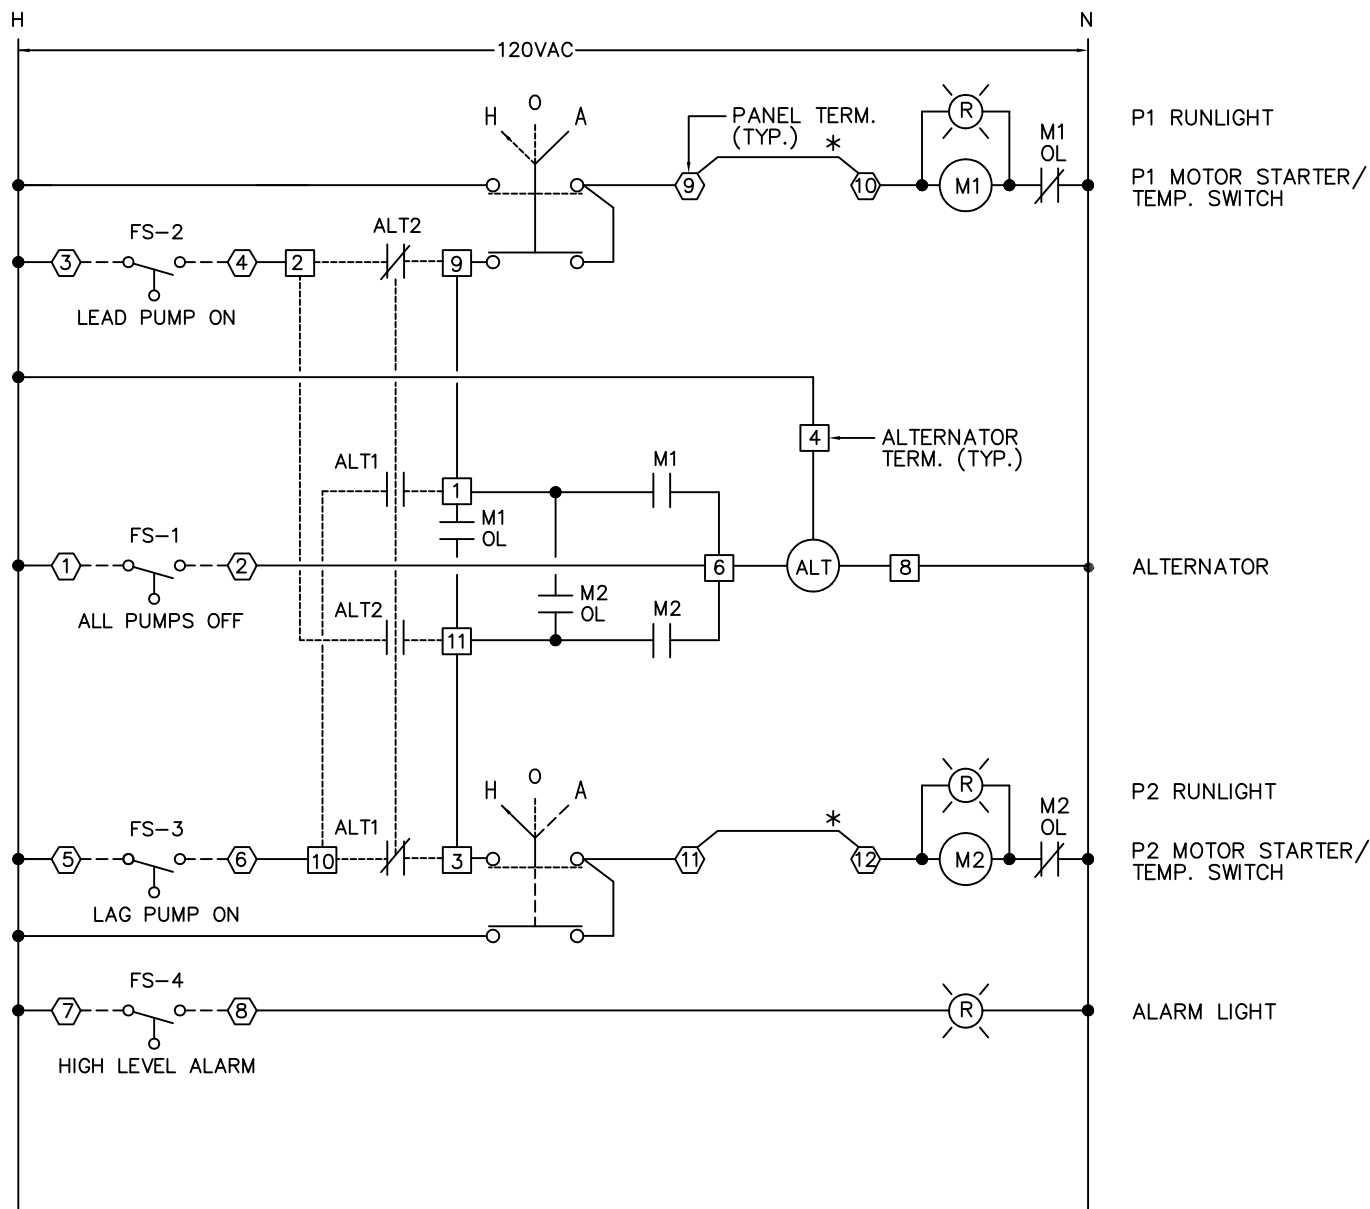 H N
120VAC
H O A
PANEL TERM.
(TYP.)
*
R
P1 RUNLIGHT
M1
OL
9 10 M1
P1 MOTOR STARTER/
TEMP. SWITCH
FS-2 ALT2
3 4 2 9
LEAD PUMP ON
4
ALTERNATOR
TERM. (TYP.)
ALT1 M1
1
M1
OL
FS-1
1 2 6 ALT 8
ALTERNATOR
ALL PUMPS OFF
ALT2
M2
OL
M2
11
H O A
*
R
P2 RUNLIGHT
M2
OL
FS-3 ALT1
5 6 10 3 11 12 M2
P2 MOTOR STARTER/
TEMP. SWITCH
LAG PUMP ON
FS-4
7 8 R
ALARM LIGHT
HIGH LEVEL ALARM